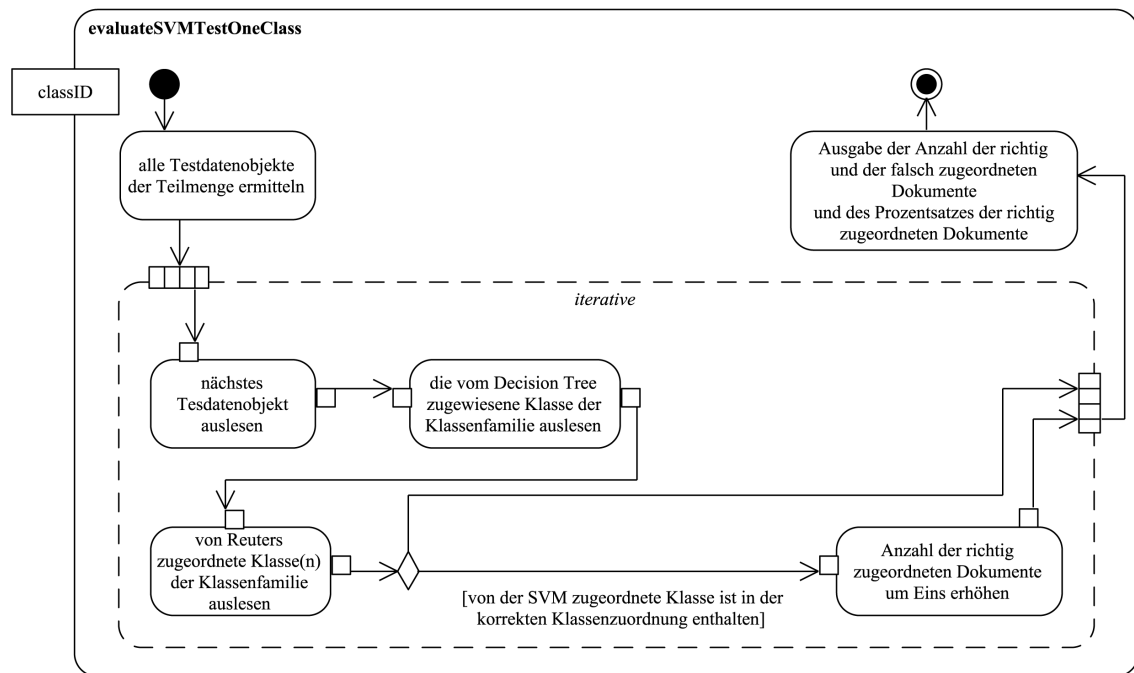 evaluateSVMTestOneClass
classID
alle Testdatenobjekte
der Teilmenge ermitteln
Ausgabe der Anzahl der richtig
und der falsch zugeordneten
Dokumente
und des Prozentsatzes der richtig
zugeordneten Dokumente
iterative
nächstes
Tesdatenobjekt
auslesen
die vom Decision Tree
zugewiesene Klasse der
Klassenfamilie auslesen
von Reuters
zugeordnete Klasse(n)
der Klassenfamilie
auslesen
[von der SVM zugeordnete Klasse ist in der
korrekten Klassenzuordnung enthalten]
Anzahl der richtig
zugeordneten Dokumente
um Eins erhöhen